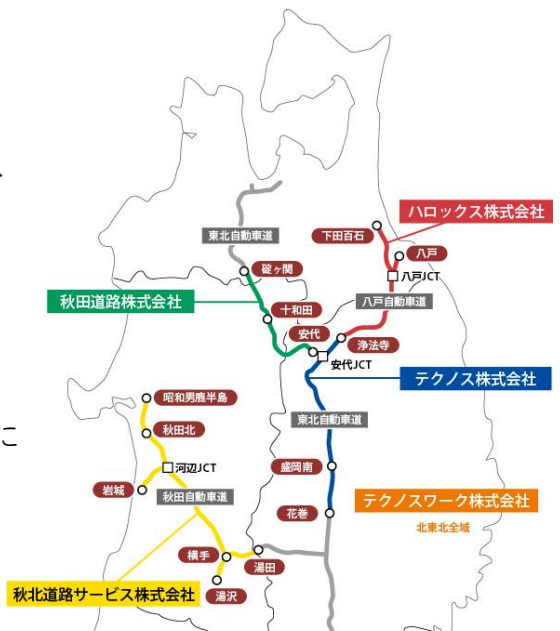 、
に
東北自動車道
下田百石
ハロックス株式会社
八戸
八戸JCT
碇ヶ関
秋田道路株式会社
十和田
八戸自動車道
安代
浄法寺
安代JCT
テクノス株式会社
昭和男鹿半島
東北自動車道
秋田北
河辺JCT
盛岡南
岩城
秋田自動車道
テクノスワーク株式会社
花巻
北東北全域
横手
湯田
秋北道路サービス株式会社
湯沢